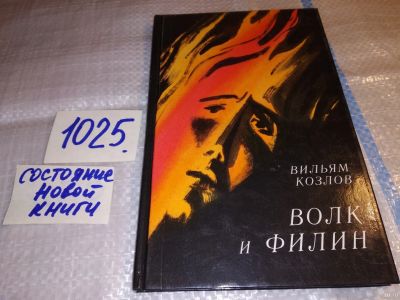 1025.
состояние
новой
книги
ВИЛЬЯМ
КОЗЛОВ
ВОЛК
и ФИЛИН